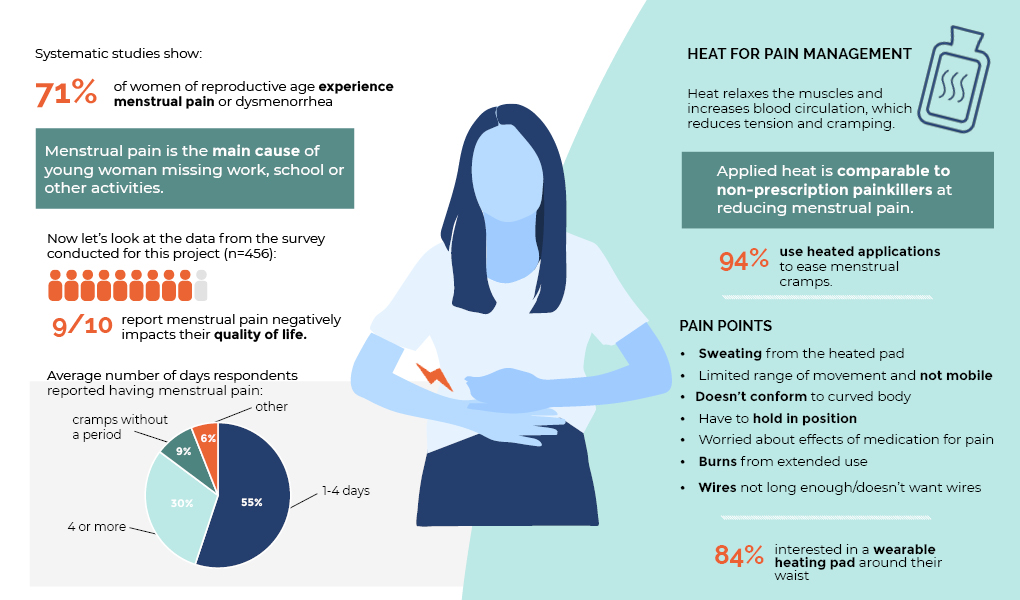 Systematic studies show:
71%
of women of reproductive age experience
menstrual pain or dysmenorrhea
Menstrual pain is the main cause of
young woman missing work, school or
other activities.
Now let's look at the data from the survey
conducted for this project (n=456):
9/10
report menstrual pain negatively
impacts their quality of life.
Average number of days respondents
reported having menstrual pain:
other
cramps without
a period
6%
9%
30%
55%
1-4 days
4 or more
HEAT FOR PAIN MANAGEMENT
Heat relaxes the muscles and
increases blood circulation, which
reduces tension and cramping.
Applied heat is comparable to
non-prescription painkillers at
reducing menstrual pain.
94%
use heated applications
to ease menstrual
cramps.
PAIN POINTS
• Sweating from the heated pad
• Limited range of movement and not mobile
• Doesn't conform to curved body
• Have to hold in position
• Worried about effects of medication for pain
• Burns from extended use
• Wires not long enough/doesn't want wires
84%
interested in a wearable
heating pad around their
waist